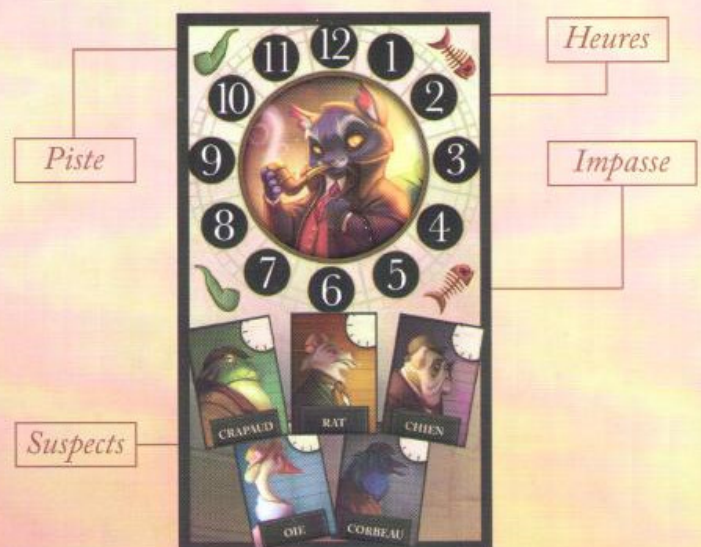 Heures
12
11
1
10
2
Piste
9
3
Impasse
8
4
7
5
6
CRAPAUD
RAT
CHIEN
Suspects
OIE
CORBEAU